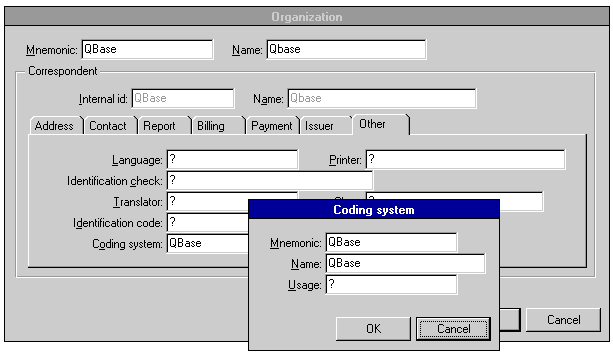 Organization
Mnemonic: QBase Name: Qbase
Correspondent
Internal id: QBase Name: Qbase
Address Contact Report Billing Payment Issuer Other
Language: ? Printer: ?
Identification check: ?
Translator: ? ?
Identification code: ?
Coding system: QBase
Coding system
Mnemonic: QBase
Name: QBase
Usage: ?
OK Cancel
Cancel